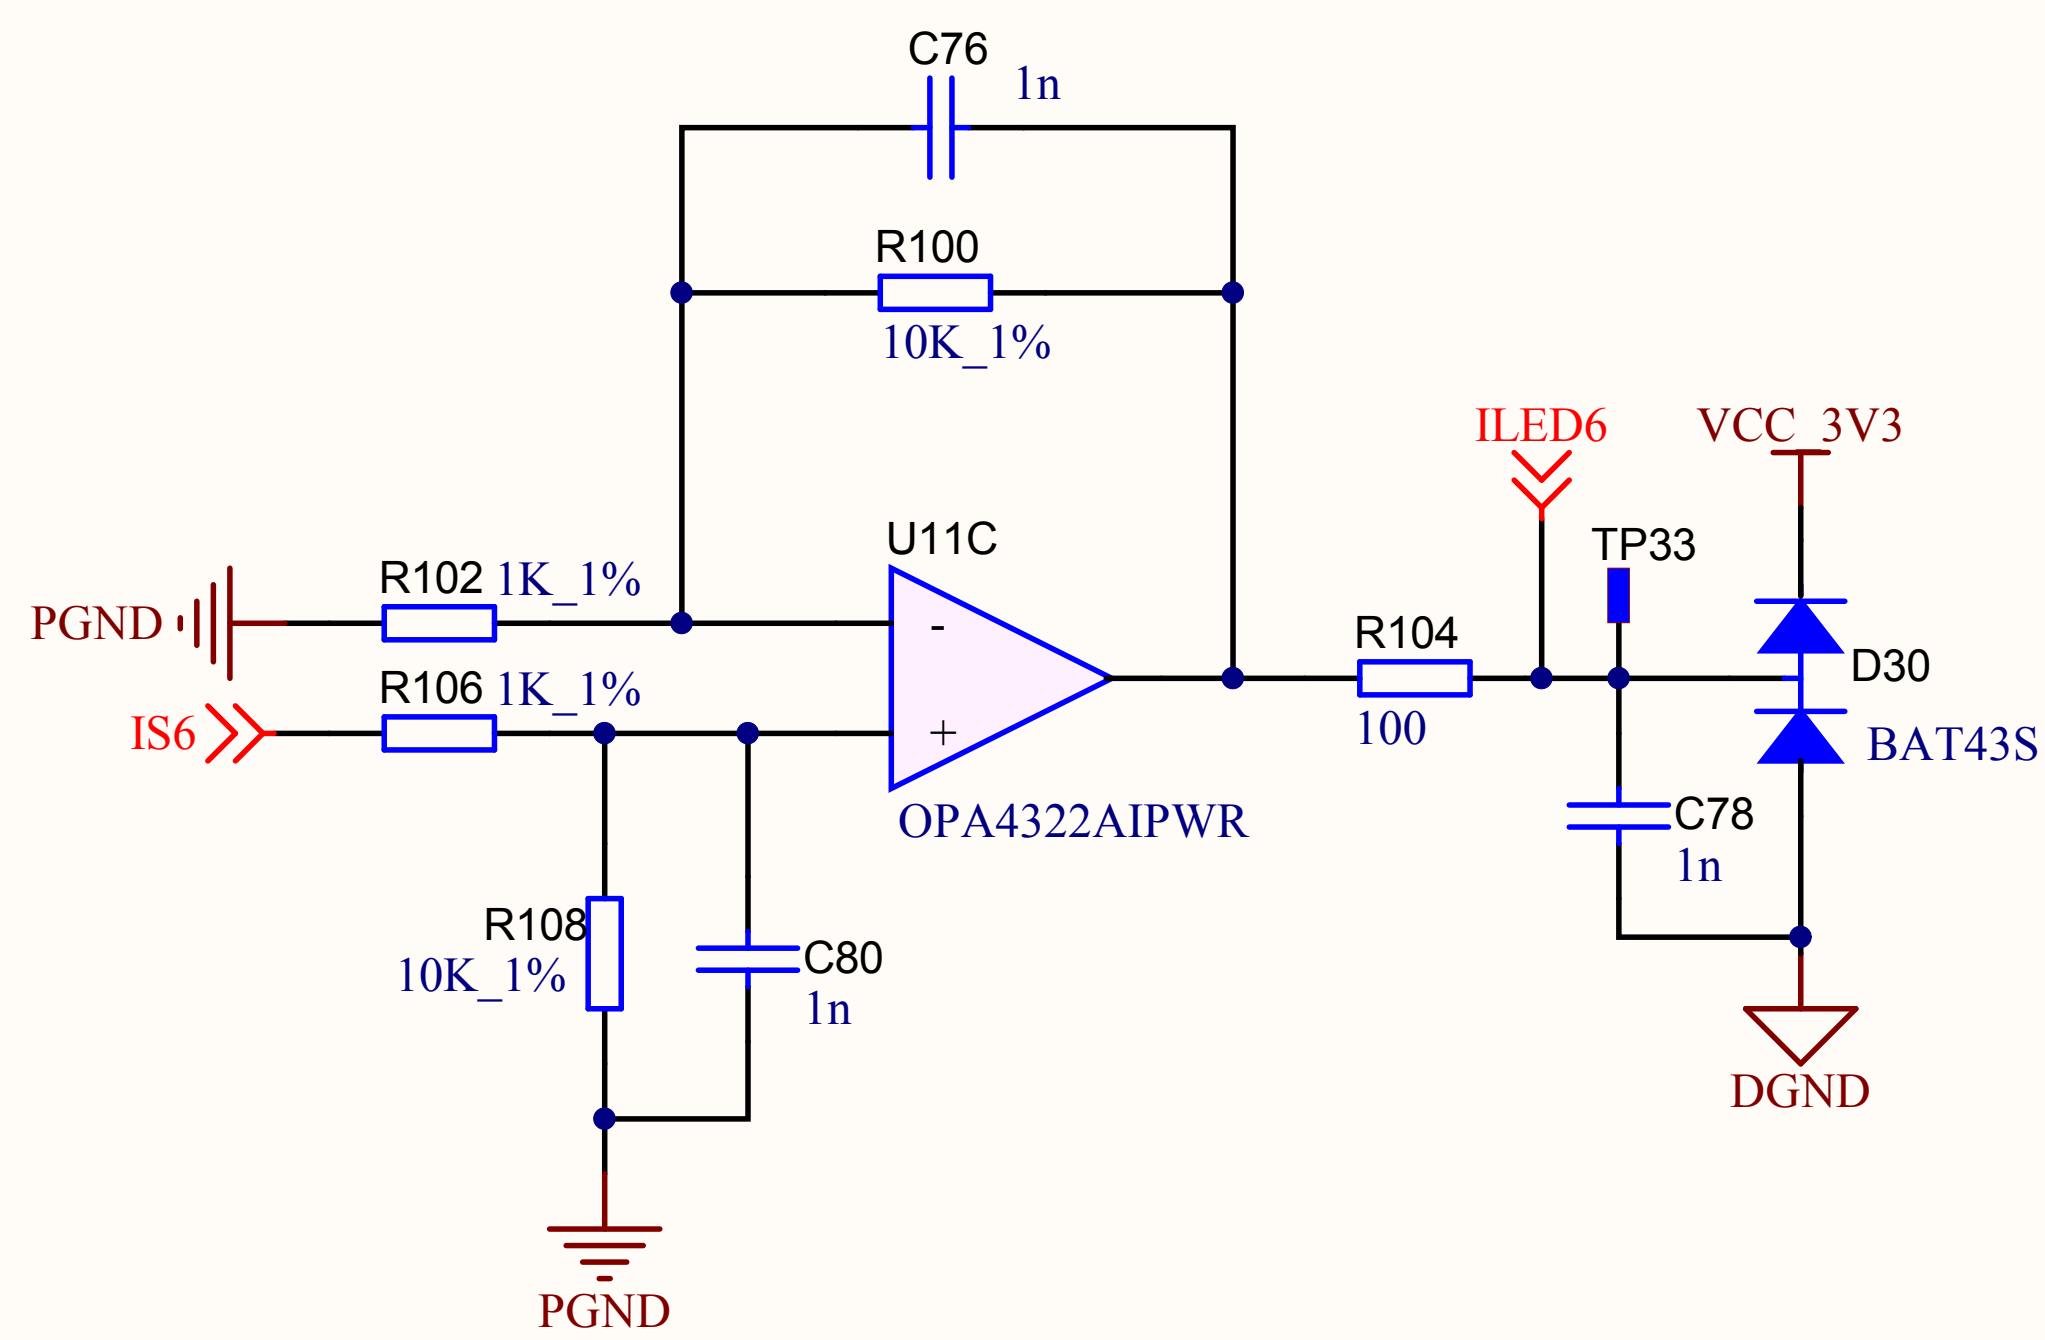 C76
1n
R100
10K_1%
ILED6
VCC_3V3
U11C
TP33
R102 1K_1%
PGND
-
R104
D30
R106 1K_1%
IS6
+
100
BAT43S
OPA4322AIPWR
C78
1n
R108
10K_1%
C80
1n
DGND
PGND